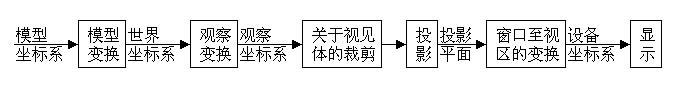 模型
坐标系
模型
变换
世界
坐标系
观察
变换
观察
坐标系
关于视见
体的裁剪
投
影
投影
平面
窗口至视
区的变换
设备
坐标系
显
示